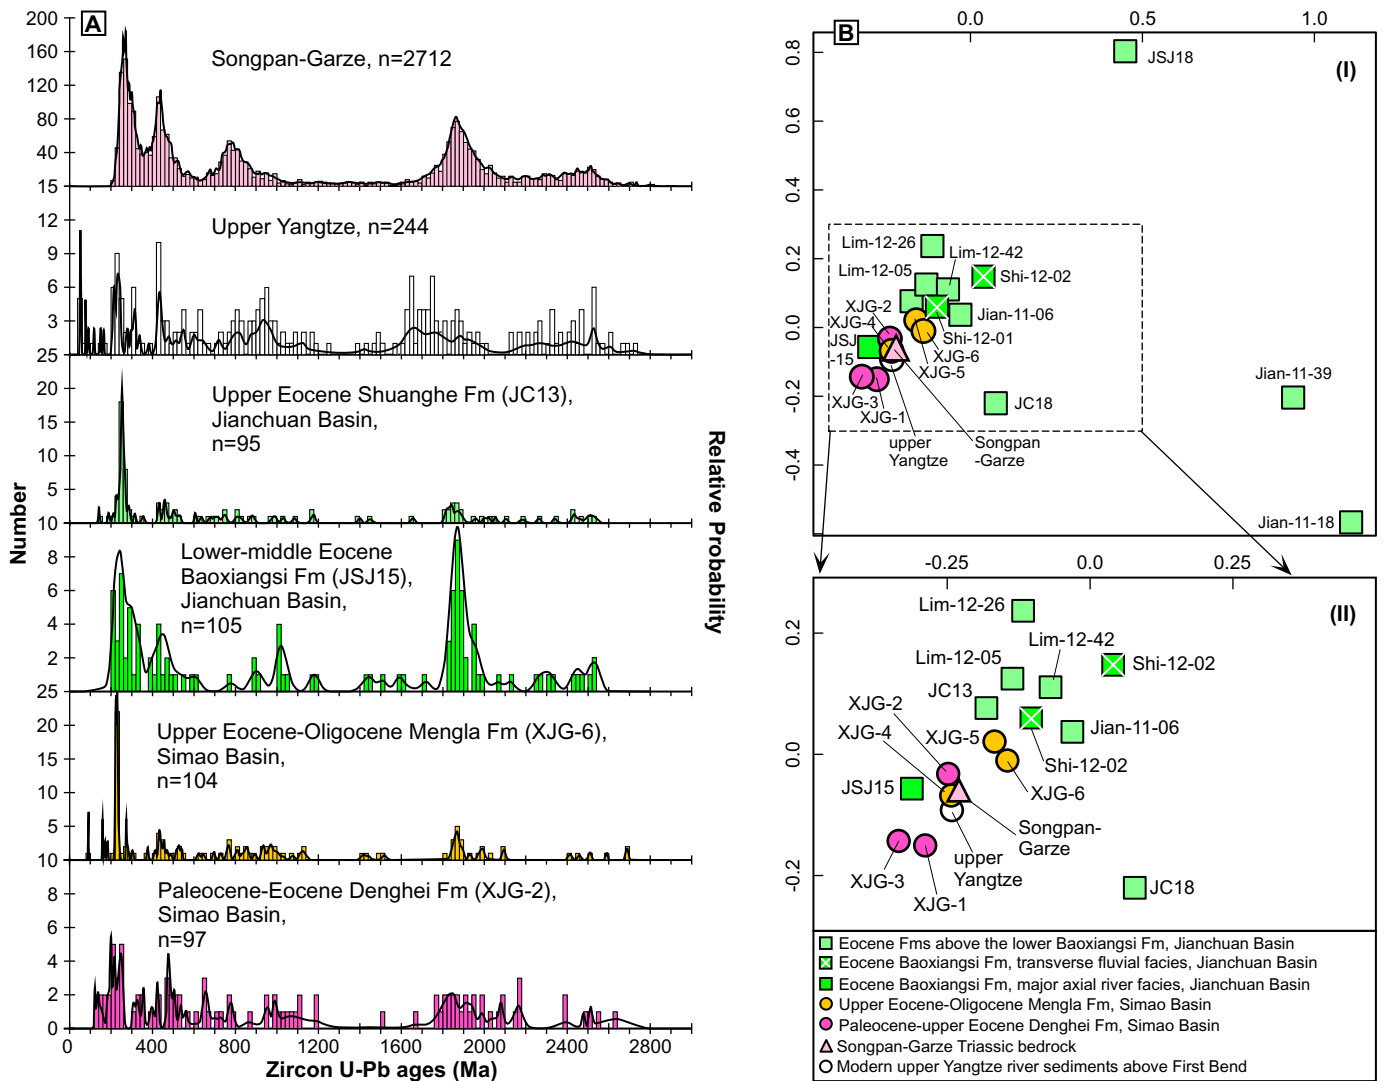 A
200
160
120
80
40
15
Songpan-Garze, n=2712
12
9
6
3
25
Upper Yangtze, n=244
20
15
10
5
10
Upper Eocene Shuanghe Fm (JC13),
Jianchuan Basin,
n=95
8
6
4
2
25
Lower-middle Eocene
Baoxiangsi Fm (JSJ15),
Jianchuan Basin,
n=105
20
15
10
5
10
Upper Eocene-Oligocene Mengla Fm (XJG-6),
Simao Basin,
n=104
8
6
4
2
0
Paleocene-Eocene Denghei Fm (XJG-2),
Simao Basin,
n=97
0
400
800
1200
1600
2000
2400
2800
Zircon U-Pb ages (Ma)
Number
Relative Probability
B
0.0
0.5
1.0
(I)
0.8
0.6
0.4
0.2
0.0
-0.2
-0.4
JSJ18
Lim-12-26
Lim-12-42
Lim-12-05
Shi-12-02
XJG-2
Jian-11-06
XJG-4
Shi-12-01
JSJ
-15
XJG-6
XJG-5
XJG-3
XJG-1
JC18
Jian-11-39
upper
Yangtze
Songpan
-Garze
Jian-11-18
-0.25
0.0
0.25
(II)
0.2
0.0
-0.2
Lim-12-26
Lim-12-42
Lim-12-05
Shi-12-02
JC13
XJG-2
XJG-4
XJG-5
Jian-11-06
Shi-12-02
JSJ15
XJG-6
Songpan-
Garze
upper
Yangtze
XJG-3
XJG-1
JC18
Eocene Fms above the lower Baoxiangsi Fm, Jianchuan Basin
Eocene Baoxiangsi Fm, transverse fluvial facies, Jianchuan Basin
Eocene Baoxiangsi Fm, major axial river facies, Jianchuan Basin
Upper Eocene-Oligocene Mengla Fm, Simao Basin
Paleocene-upper Eocene Denghei Fm, Simao Basin
Songpan-Garze Triassic bedrock
Modern upper Yangtze river sediments above First Bend